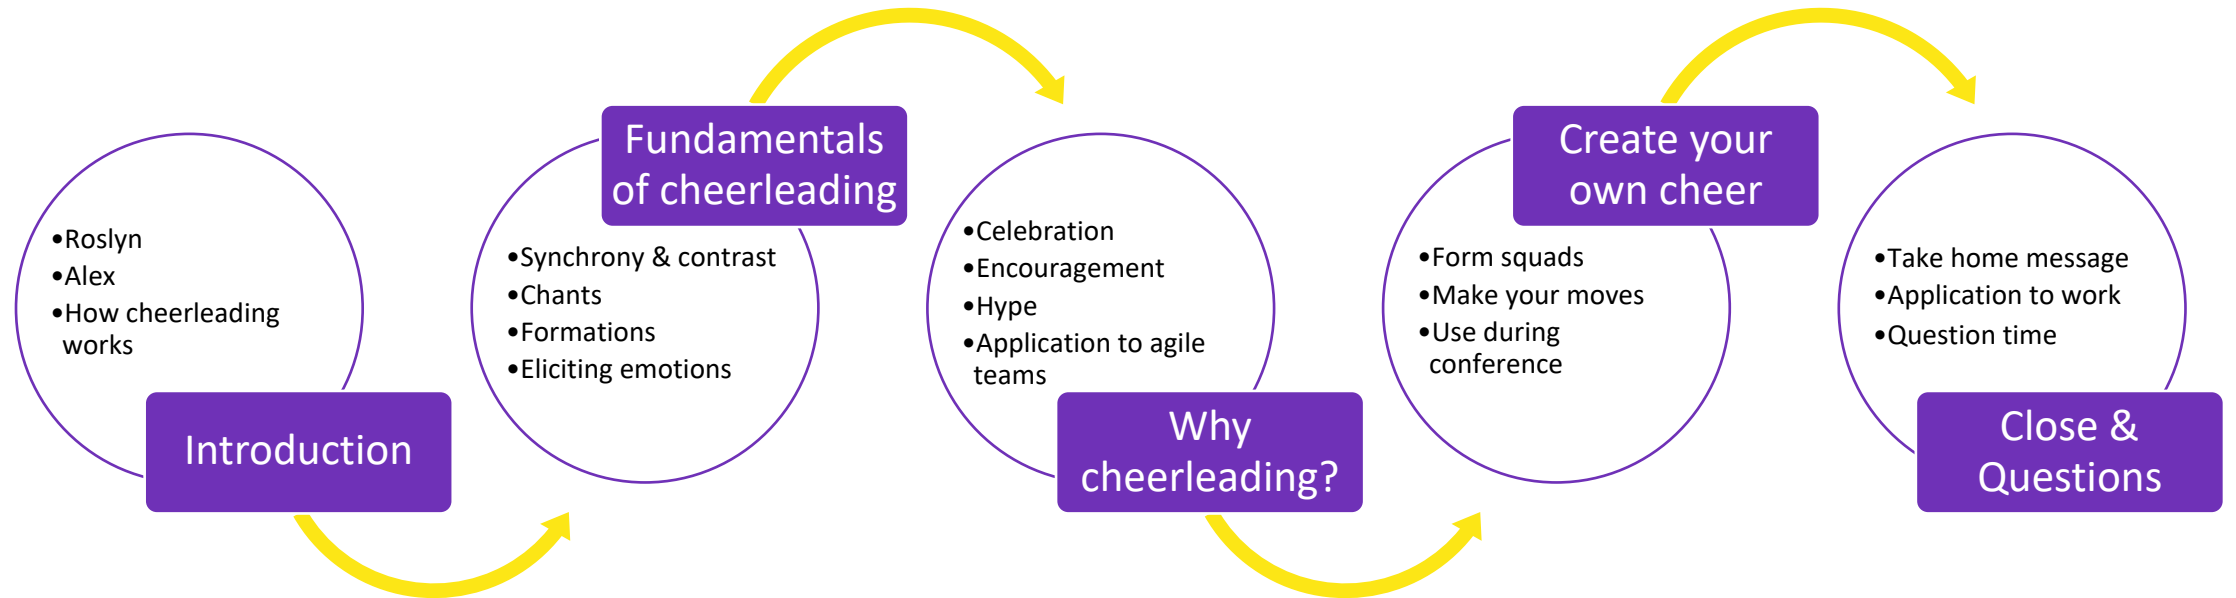 •Roslyn
•Alex
•How cheerleading
works
Introduction
Fundamentals
of cheerleading
•Synchrony & contrast
•Chants
•Formations
•Eliciting emotions
•Celebration
•Encouragement
•Hype
•Application to agile
teams
Why
cheerleading?
Create your
own cheer
•Form squads
•Make your moves
•Use during
conference
•Take home message
•Application to work
•Question time
Close &
Questions